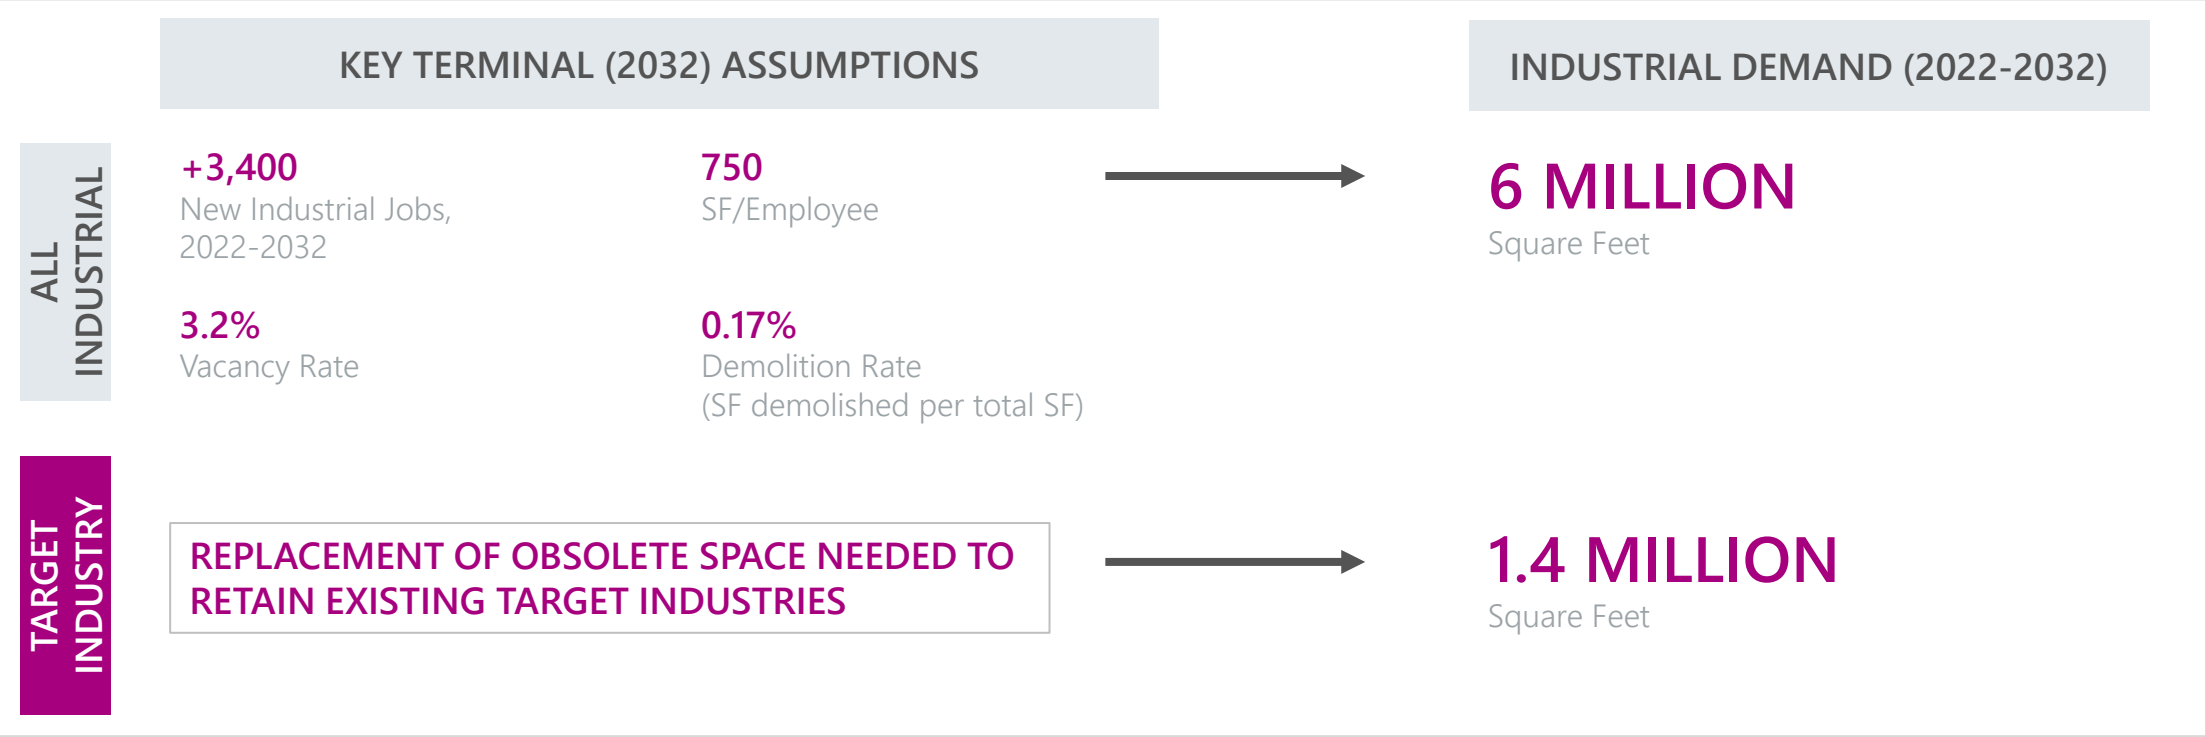 KEY TERMINAL (2032) ASSUMPTIONS
INDUSTRIAL DEMAND (2022-2032)
ALL
INDUSTRIAL
+3,400
New Industrial Jobs,
2022-2032
750
SF/Employee
3.2%
Vacancy Rate
0.17%
Demolition Rate
(SF demolished per total SF)
6 MILLION
Square Feet
TARGET
INDUSTRY
REPLACEMENT OF OBSOLETE SPACE NEEDED TO
RETAIN EXISTING TARGET INDUSTRIES
1.4 MILLION
Square Feet